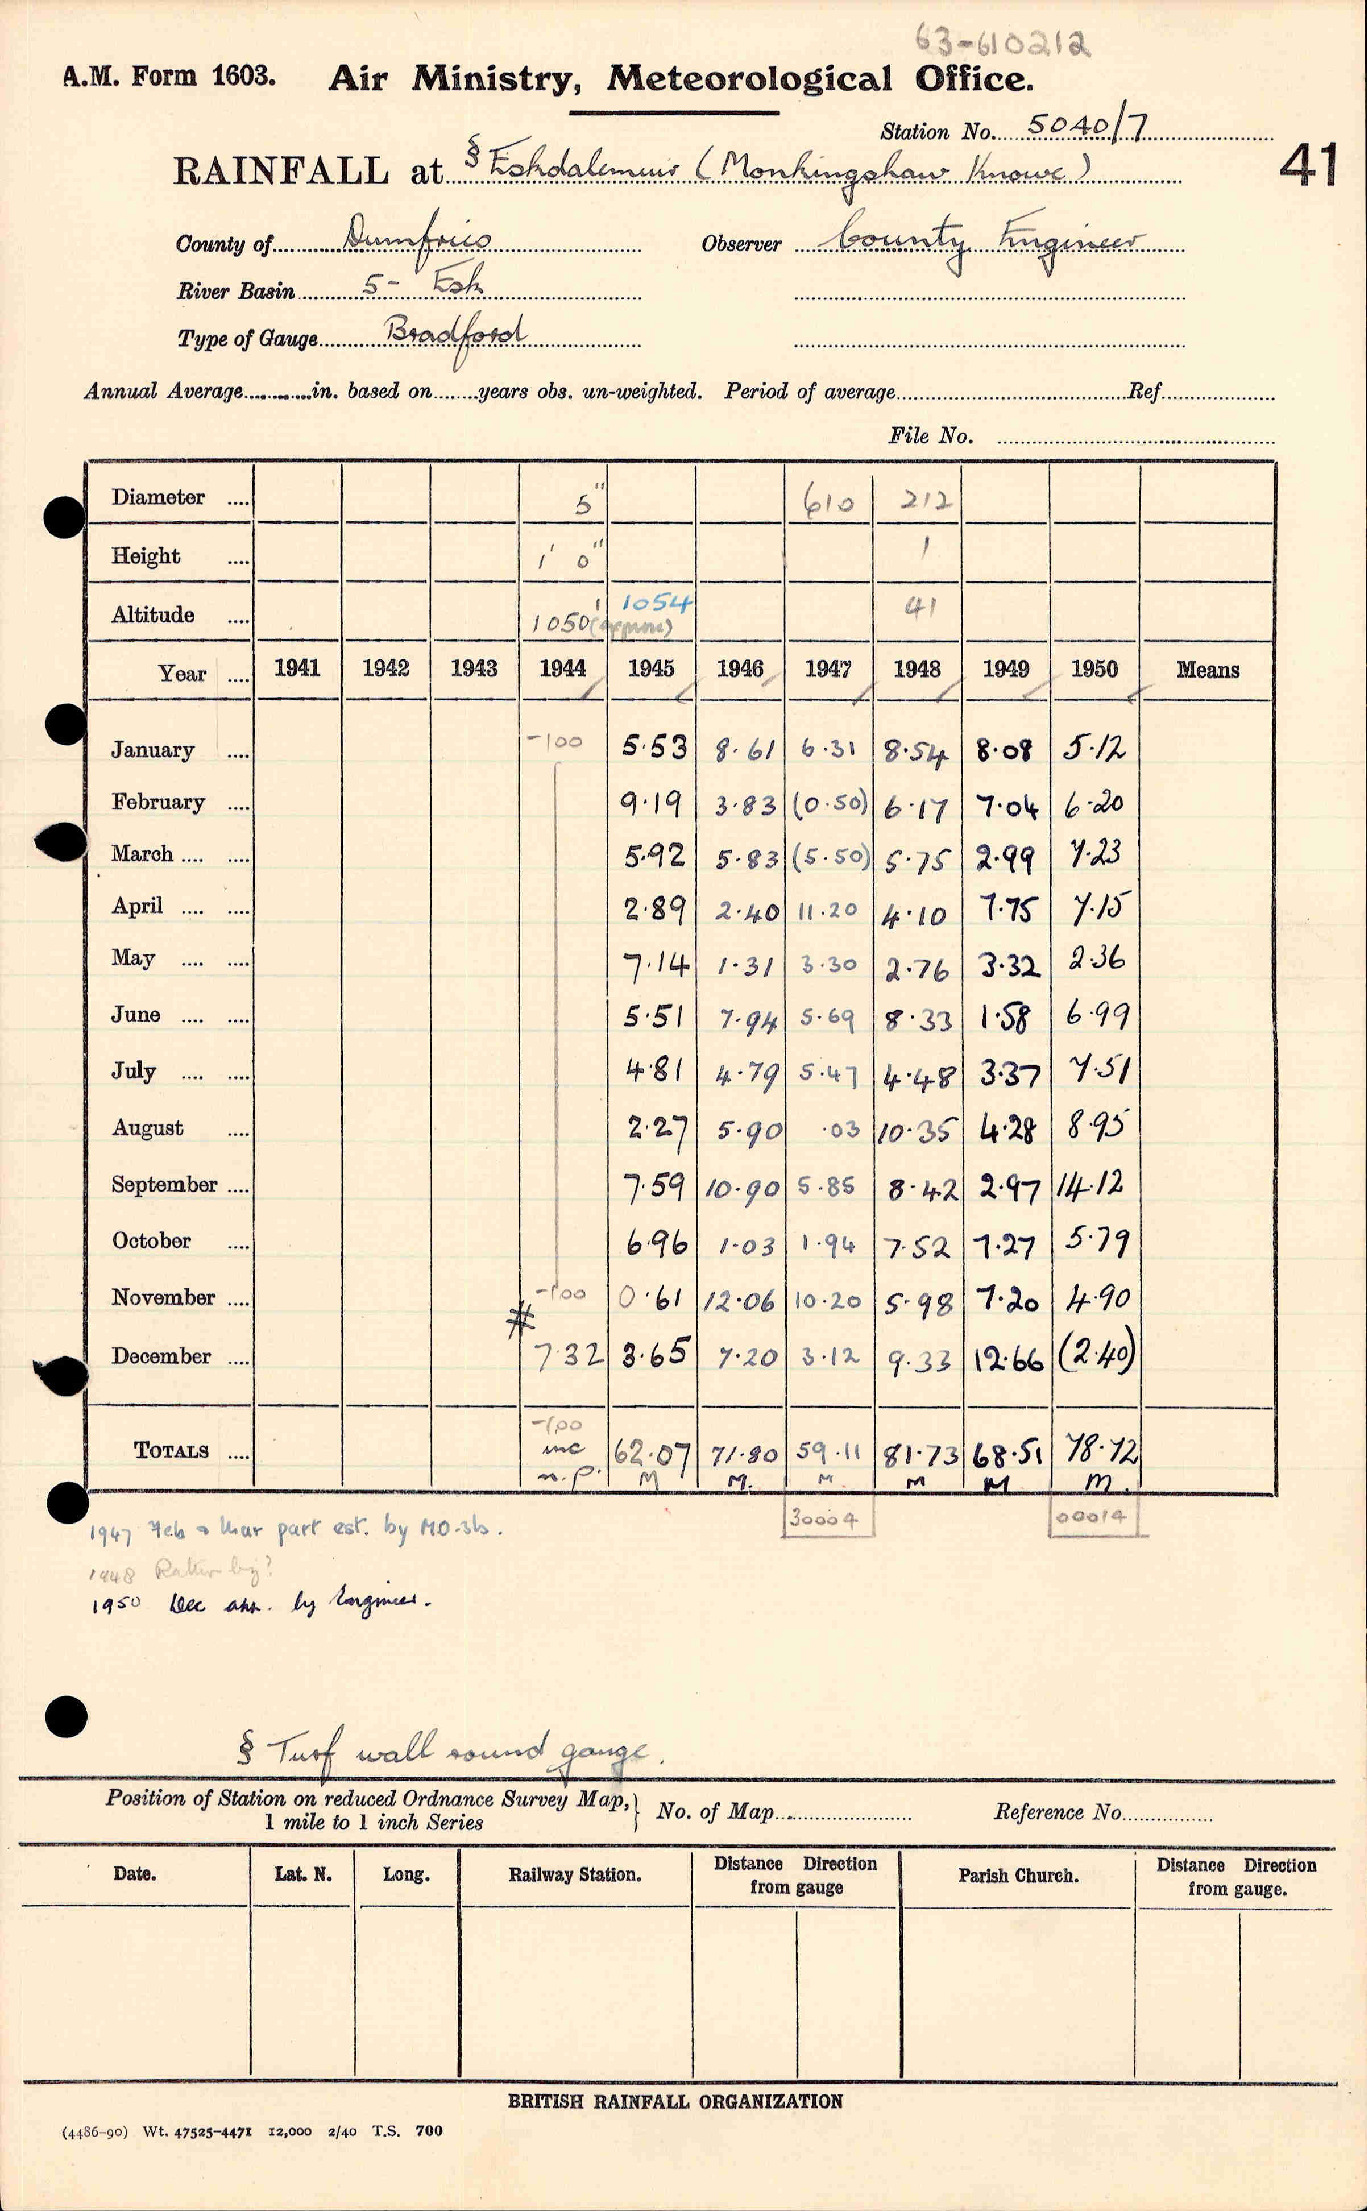 63-610212
A.M. Form 1603. Air Ministry, Meteorological Office.
Station No. 5040/7
RAINFALL at § Eskdalemuir (Monkingshaw Knowe) 41
County of Dumfries Observer County Engineer
River Basin 5- Esk
Type of Gauge Bradford
Annual Average............in. based on........years obs. un-weighted. Period of average............Ref............
File No. ............
Diameter .... 5" 610 212
Height .... 1' 0" 1
Altitude .... 1050' (approx) 1054 41
Year .... 1941 1942 1943 1944 1945 1946 1947 1948 1949 1950 Means
January .... -100 5.53 8.61 6.31 8.54 8.08 5.12
February .... 9.19 3.83 (0.50) 6.17 7.04 6.20
March .... .... 5.92 5.83 (5.50) 5.75 2.99 7.23
April .... .... 2.89 2.40 11.20 4.10 7.75 7.15
May .... .... 7.14 1.31 3.30 2.76 3.32 2.36
June .... .... 5.51 7.94 5.69 8.33 1.58 6.99
July .... .... 4.81 4.79 5.47 4.48 3.37 7.51
August .... 2.27 5.90 .03 10.35 4.28 8.95
September .... 7.59 10.90 5.85 8.42 2.97 14.12
October .... 6.96 1.03 1.94 7.52 7.27 5.79
November .... -100 0.61 12.06 10.20 5.98 7.20 4.90
December .... # 7.32 3.65 7.20 3.12 9.33 12.66 (2.40)
-100
TOTALS .... inc 62.07 71.80 59.11 81.73 68.51 78.72
n.p. M M. M. M M M.
30004 00014
1947 Feb & Mar part est. by M.O.3b.
1948 Rather big?
1950 Dec by Engineer.
§ Turf wall round gauge.
Position of Station on reduced Ordnance Survey Map, } No. of Map............ Reference No............
1 mile to 1 inch Series
Date. Lat. N. Long. Railway Station. Distance Direction from gauge Parish Church. Distance Direction from gauge.
BRITISH RAINFALL ORGANIZATION
(4486-90) Wt. 47525-4471 12,000 2/40 T.S. 700